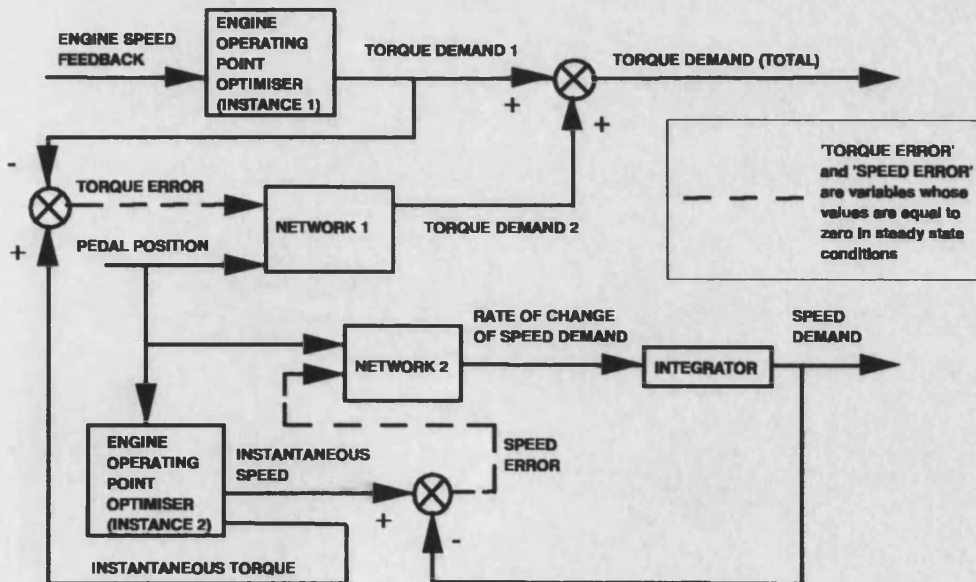 ENGINE SPEED
FEEDBACK
ENGINE
OPERATING
POINT
OPTIMISER
(INSTANCE 1)
TORQUE DEMAND 1
+
+
TORQUE DEMAND (TOTAL)
'TORQUE ERROR'
and 'SPEED ERROR'
are variables whose
values are equal to
zero in steady state
conditions
-
TORQUE ERROR
+
PEDAL POSITION
NETWORK 1
TORQUE DEMAND 2
NETWORK 2
RATE OF CHANGE
OF SPEED DEMAND
INTEGRATOR
SPEED
DEMAND
ENGINE
OPERATING
POINT
OPTIMISER
(INSTANCE 2)
INSTANTANEOUS
SPEED
SPEED
ERROR
+
-
INSTANTANEOUS TORQUE